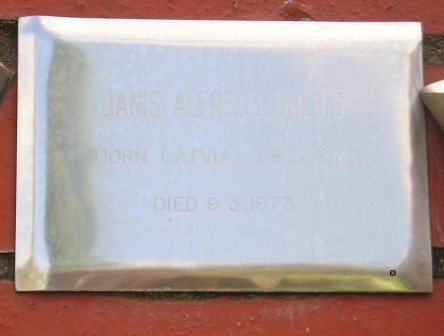 JANIS ALFREDS
BORN LATVIA
DIED 9.3.1973